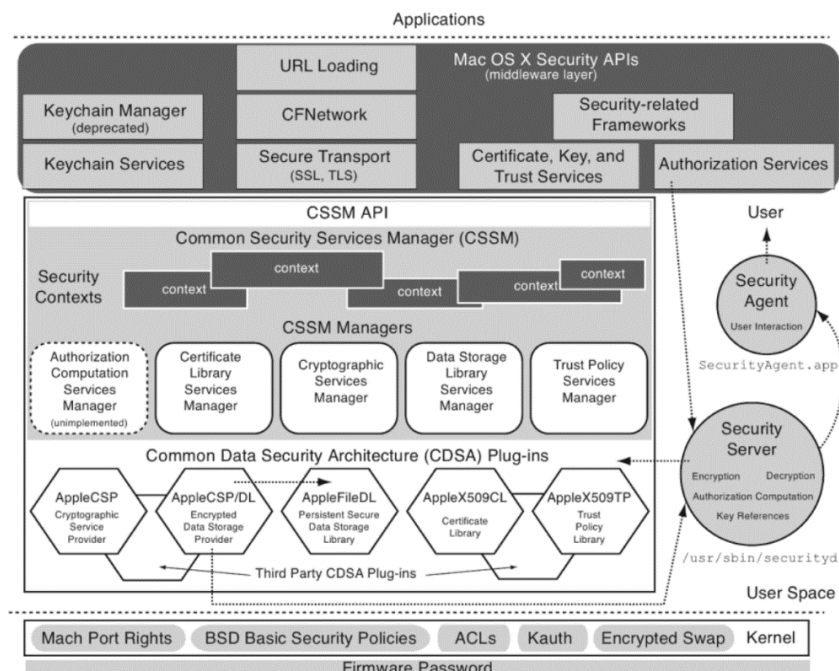 Applications
URL Loading
Mac OS X Security APIs
(middleware layer)
Keychain Manager
(deprecated)
CFNetwork
Security-related
Frameworks
Keychain Services
Secure Transport
(SSL, TLS)
Certificate, Key, and
Trust Services
Authorization Services
CSSM API
Common Security Services Manager (CSSM)
Security
Contexts
context
context
context
context
context
CSSM Managers
Authorization
Computation
Services
Manager
(unimplemented)
Certificate
Library
Services
Manager
Cryptographic
Services
Manager
Data Storage
Library
Services
Manager
Trust Policy
Services
Manager
Common Data Security Architecture (CDSA) Plug-ins
AppleCSP
Cryptographic
Service
Provider
AppleCSP/DL
Encrypted
Data Storage
Provider
AppleFileDL
Persistent Secure
Data Storage
Library
AppleX509CL
Certificate
Library
AppleX509TP
Trust
Policy
Library
Third Party CDSA Plug-ins
User
Security
Agent
User Interaction
SecurityAgent.app
Security
Server
Encryption Decryption
Authorization Computation
Key References
/usr/sbin/securityd
User Space
Mach Port Rights BSD Basic Security Policies ACLs Kauth Encrypted Swap Kernel
Firmware Password